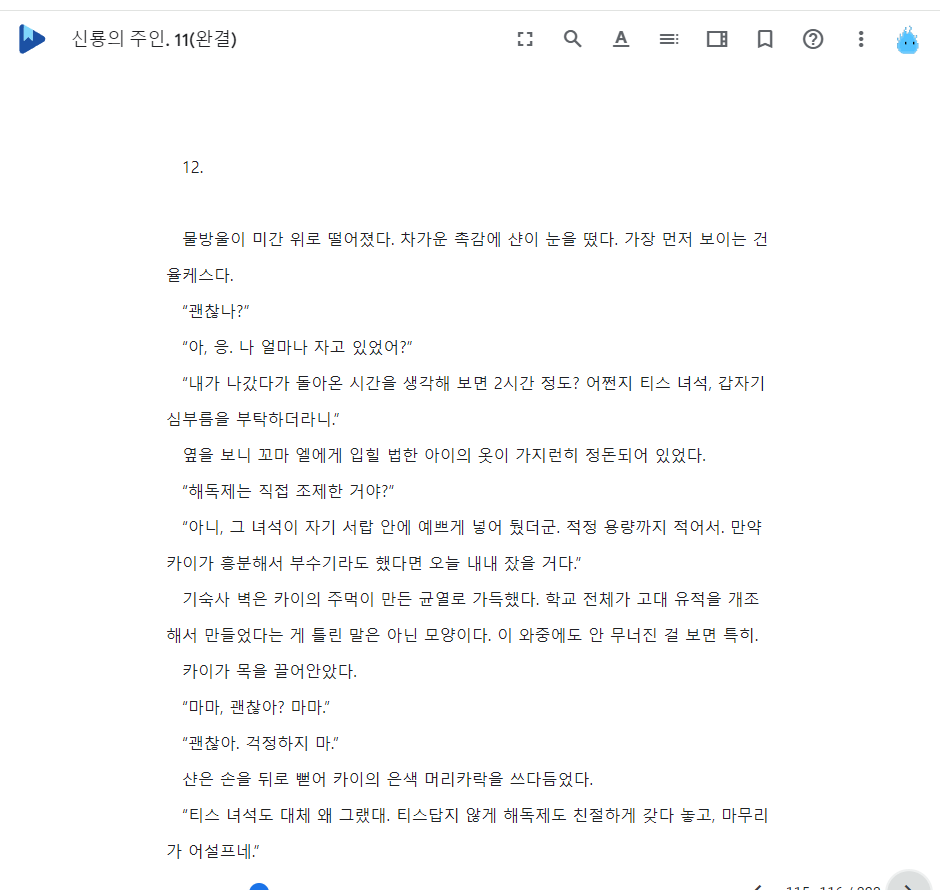 신룡의 주인. 11(완결)
12.
물방울이 미간 위로 떨어졌다. 차가운 촉감에 샨이 눈을 떴다. 가장 먼저 보이는 건
율케스다.
“괜찮나?”
“아, 응. 나 얼마나 자고 있었어?”
“내가 나갔다가 돌아온 시간을 생각해 보면 2시간 정도? 어쩐지 티스 녀석, 갑자기
심부름을 부탁하더라니.”
옆을 보니 꼬마 엘에게 입힐 법한 아이의 옷이 가지런히 정돈되어 있었다.
“해독제는 직접 조제한 거야?”
“아니, 그 녀석이 자기 서랍 안에 예쁘게 넣어 뒀더군. 적정 용량까지 적어서. 만약
카이가 흥분해서 부수기라도 했다면 오늘 내내 잤을 거다.”
기숙사 벽은 카이의 주먹이 만든 균열로 가득했다. 학교 전체가 고대 유적을 개조
해서 만들었다는 게 틀린 말은 아닌 모양이다. 이 와중에도 안 무너진 걸 보면 특히.
카이가 목을 끌어안았다.
“마마, 괜찮아? 마마.”
“괜찮아. 걱정하지 마.”
샨은 손을 뒤로 뻗어 카이의 은색 머리카락을 쓰다듬었다.
“티스 녀석도 대체 왜 그랬대. 티스답지 않게 해독제도 친절하게 갖다 놓고, 마무리
가 어설프네.”